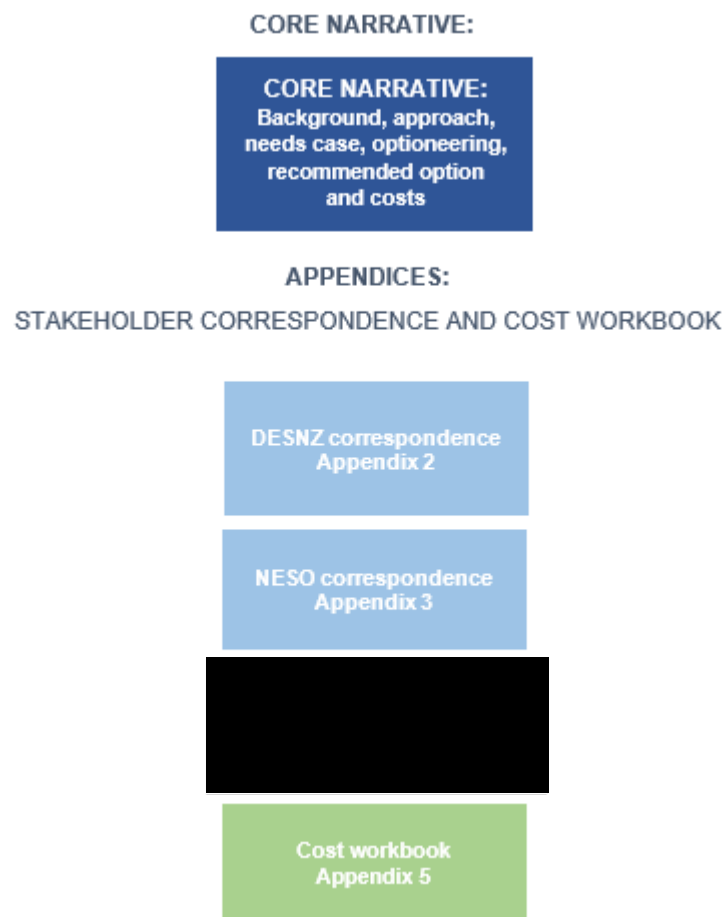 CORE NARRATIVE:
CORE NARRATIVE:
Background, approach,
needs case, optioneering,
recommended option
and costs
APPENDICES:
STAKEHOLDER CORRESPONDENCE AND COST WORKBOOK
DESNZ correspondence
Appendix 2
NESO correspondence
Appendix 3
Cost workbook
Appendix 5